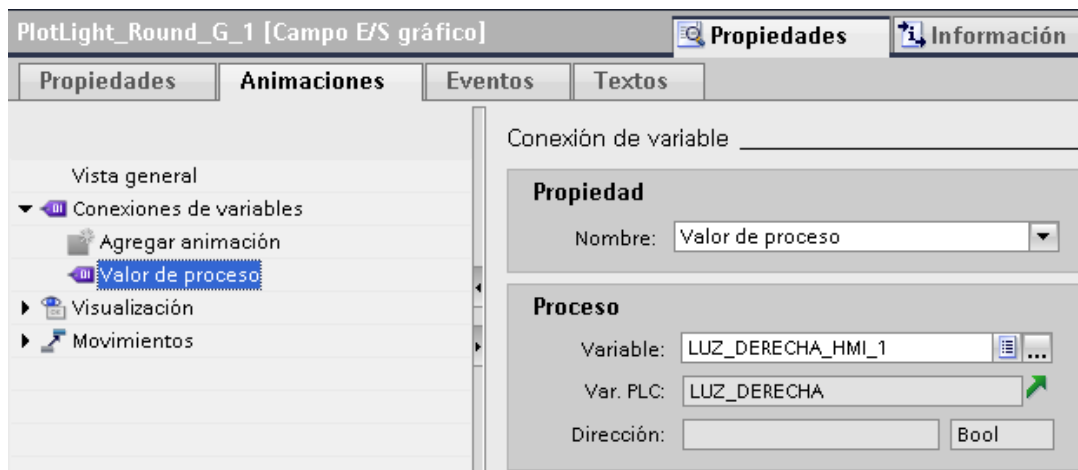 PlotLight_Round_G_1 [Campo E/S gráfico]
Propiedades
Información
Propiedades
Animaciones
Eventos
Textos
Vista general
Conexiones de variables
Agregar animación
Valor de proceso
Visualización
Movimientos
Conexión de variable
Propiedad
Nombre: Valor de proceso
Proceso
Variable: LUZ_DERECHA_HMI_1
Var. PLC: LUZ_DERECHA
Dirección: Bool